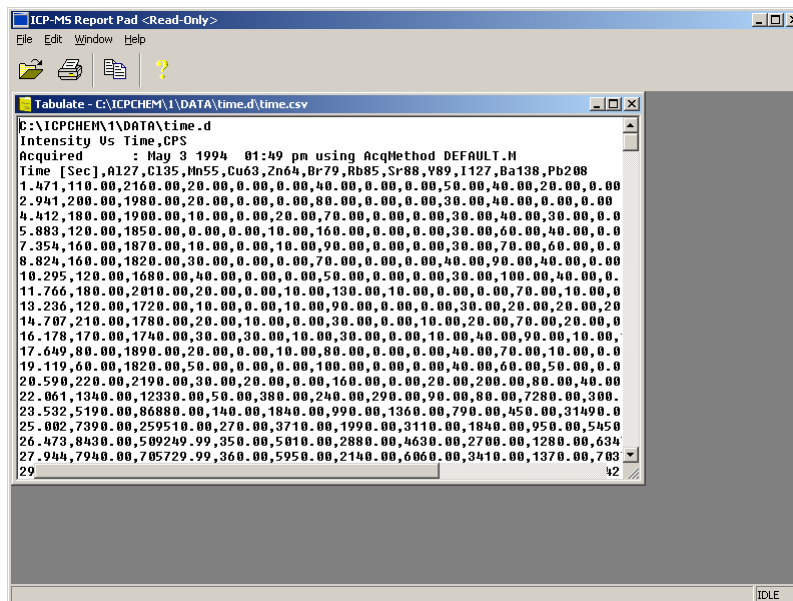 ICP-MS Report Pad <Read-Only>
File Edit Window Help
Tabulate - C:\ICPCHEM\1\DATA\time.d\time.csv
C:\ICPCHEM\1\DATA\time.d
Intensity Vs Time,CPS
Acquired : May 3 1994 01:49 pm using AcqMethod DEFAULT.M
Time [Sec],Al27,Cl35,Mn55,Cu63,Zn64,Br79,Rb85,Sr88,Y89,I127,Ba138,Pb208
1.471,110.00,2160.00,20.00,0.00,0.00,40.00,0.00,0.00,50.00,40.00,20.00,0.00
2.941,200.00,1980.00,20.00,0.00,0.00,80.00,0.00,0.00,30.00,40.00,0.00,0.00
4.412,180.00,1900.00,10.00,0.00,20.00,70.00,0.00,0.00,30.00,40.00,30.00,0.0
5.883,120.00,1850.00,0.00,0.00,10.00,160.00,0.00,0.00,30.00,60.00,40.00,0.0
7.354,160.00,1870.00,10.00,0.00,10.00,90.00,0.00,0.00,30.00,70.00,60.00,0.0
8.824,160.00,1820.00,30.00,0.00,0.00,70.00,0.00,0.00,40.00,90.00,40.00,0.00
10.295,120.00,1680.00,40.00,0.00,0.00,50.00,0.00,0.00,30.00,100.00,40.00,0.
11.766,180.00,2010.00,20.00,0.00,10.00,130.00,10.00,0.00,0.00,70.00,10.00,0
13.236,120.00,1720.00,10.00,0.00,10.00,90.00,0.00,0.00,30.00,20.00,20.00,20
14.707,210.00,1780.00,20.00,10.00,0.00,30.00,0.00,10.00,20.00,70.00,20.00,0
16.178,170.00,1740.00,30.00,30.00,10.00,30.00,0.00,10.00,40.00,90.00,10.00,
17.649,80.00,1890.00,20.00,0.00,10.00,80.00,0.00,0.00,40.00,70.00,10.00,0.0
19.119,60.00,1820.00,50.00,0.00,0.00,100.00,0.00,0.00,40.00,60.00,50.00,0.0
20.590,220.00,2190.00,30.00,20.00,0.00,160.00,0.00,20.00,200.00,80.00,40.00
22.061,1340.00,12330.00,50.00,380.00,240.00,290.00,90.00,80.00,7280.00,300.
23.532,5190.00,86880.00,140.00,1840.00,990.00,1360.00,790.00,450.00,31490.0
25.002,7390.00,259510.00,270.00,3710.00,1990.00,3110.00,1840.00,950.00,5450
26.473,8430.00,509249.99,350.00,5010.00,2880.00,4630.00,2700.00,1280.00,634
27.944,7940.00,705729.99,360.00,5950.00,2140.00,6060.00,3410.00,1370.00,703
29 42
IDLE